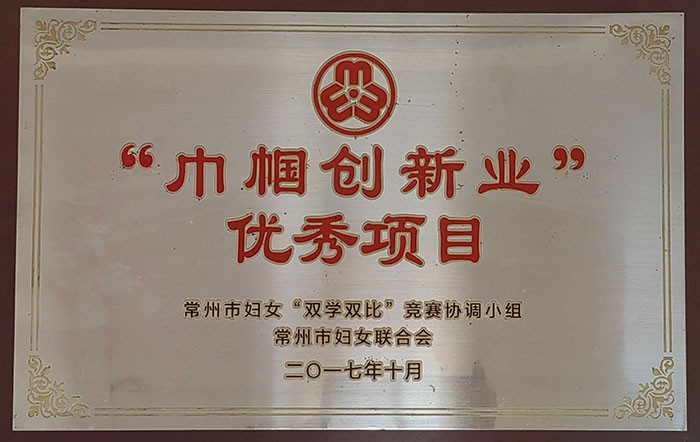 “巾帼创新业”
优秀项目
常州市妇女“双学双比”竞赛协调小组
常州市妇女联合会
二〇一七年十月